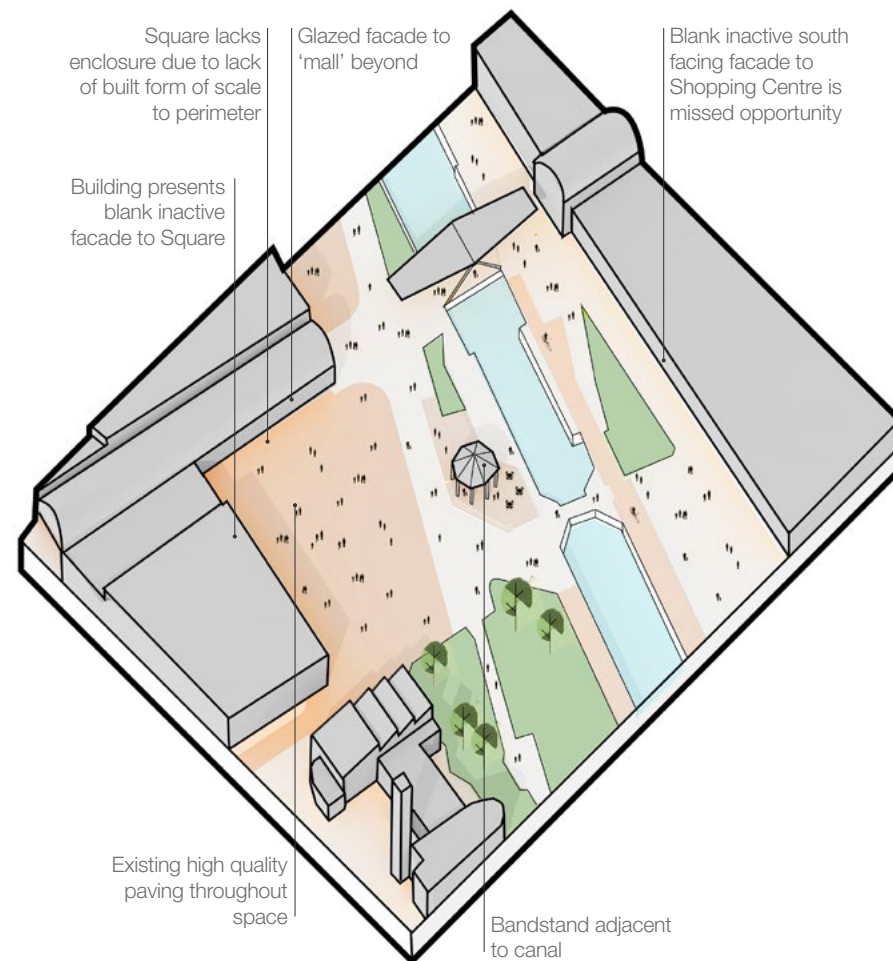 Square lacks
enclosure due to lack
of built form of scale
to perimeter
Glazed facade to
‘mall’ beyond
Blank inactive south
facing facade to
Shopping Centre is
missed opportunity
Building presents
blank inactive
facade to Square
Existing high quality
paving throughout
space
Bandstand adjacent
to canal